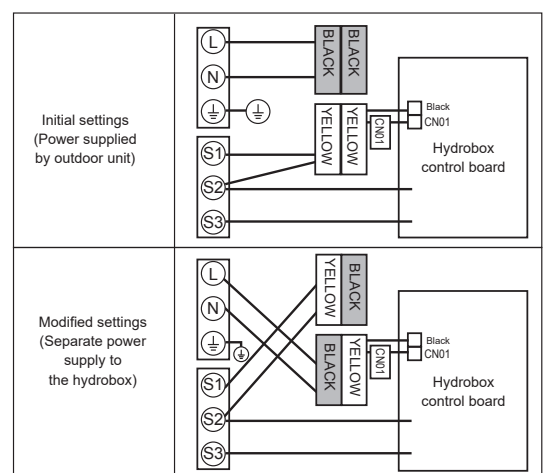 Initial settings
(Power supplied
by outdoor unit)
L
N
S1
S2
S3
BLACK
BLACK
YELLOW
YELLOW
CN01
Black
CN01
Hydrobox
control board
Modified settings
(Separate power
supply to
the hydrobox)
L
N
S1
S2
S3
YELLOW
BLACK
BLACK
YELLOW
CN01
Black
CN01
Hydrobox
control board